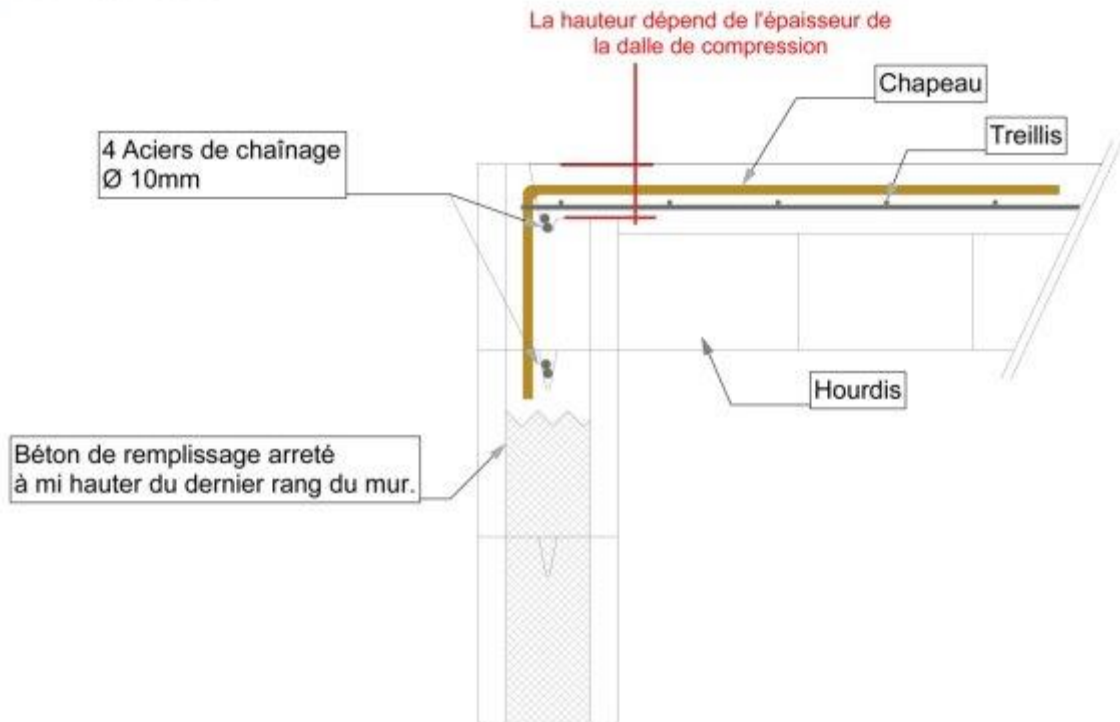 La hauteur dépend de l'épaisseur de
la dalle de compression
Chapeau
Treillis
4 Aciers de chaînage
Ø 10mm
Hourdis
Béton de remplissage arreté
à mi hauter du dernier rang du mur.